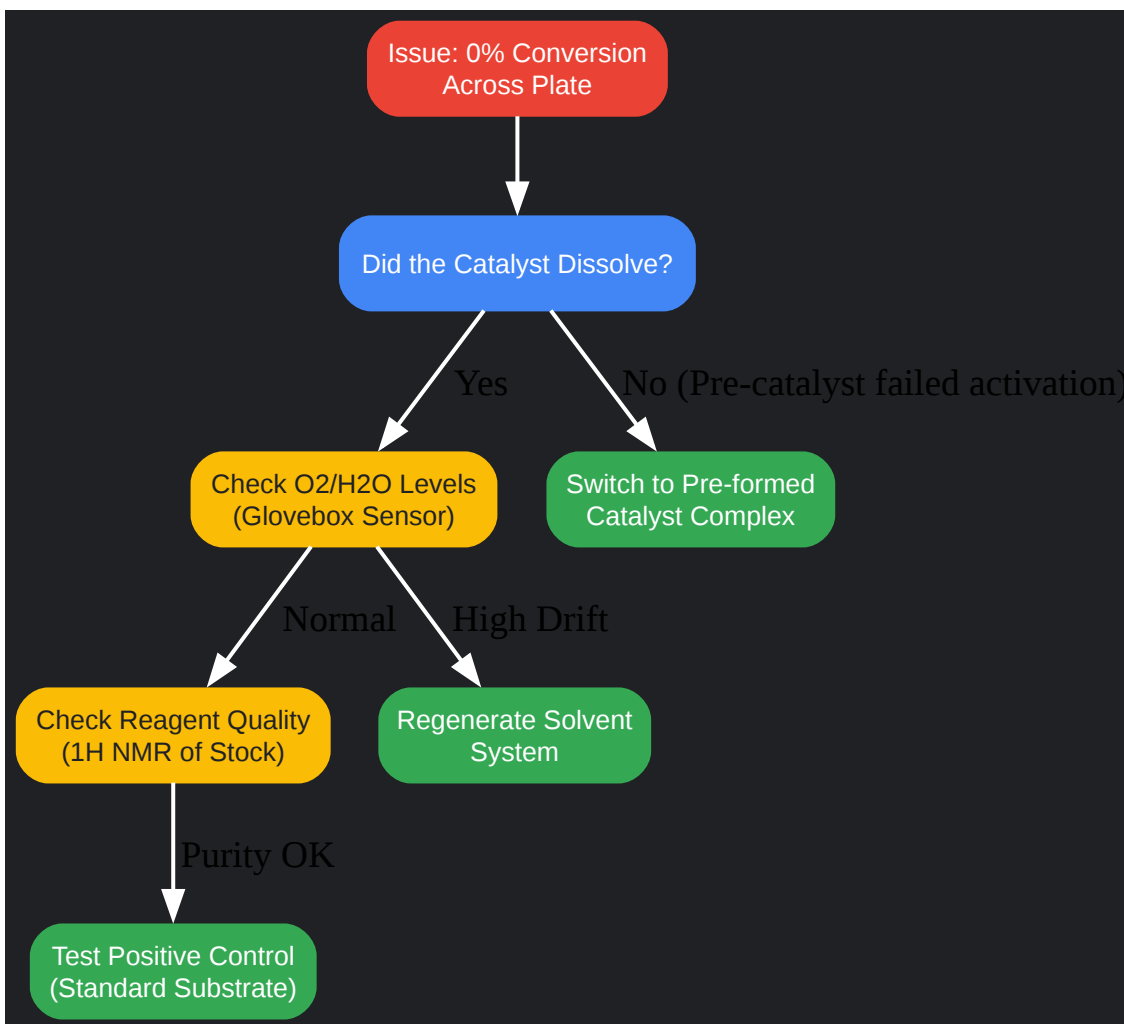 Issue: 0% Conversion
Across Plate
Did the Catalyst Dissolve?
Yes
No (Pre-catalyst failed activation)
Check O2/H2O Levels
(Glovebox Sensor)
Switch to Pre-formed
Catalyst Complex
Normal
High Drift
Check Reagent Quality
(1H NMR of Stock)
Regenerate Solvent
System
Purity OK
Test Positive Control
(Standard Substrate)